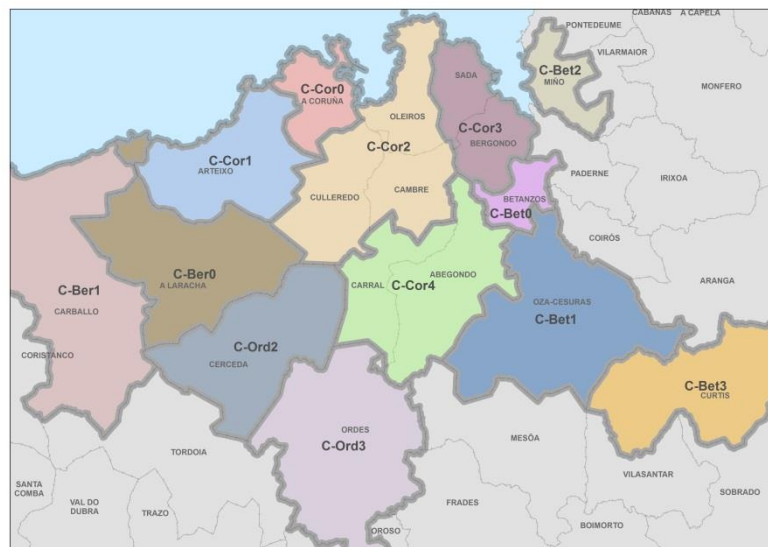 CABANAS
A CAPELA
PONTEDEUME
VILARMAIOR
C-Bet2
MIÑO
MONFERO
SADA
C-Cor0
A CORUÑA
OLEIROS
C-Cor3
BERGONDO
C-Cor2
C-Cor1
ARTEIXO
PADERNE
IRIXOA
CULLEREDO
CAMBRE
BETANZOS
C-Bet0
COIRÓS
C-Ber0
A LARACHA
ABEGONDO
CARRAL
C-Cor4
ARANGA
C-Ber1
CARBALLO
OZA-CESURAS
C-Bet1
C-Ord2
CERCEDA
CORISTANCO
C-Bet3
CURTIS
ORDES
C-Ord3
MESÖA
TORDOIA
VILASANTAR
SANTA
COMBA
VAL DO
DUBRA
TRAZO
FRADES
SOBRADO
OROSO
BOIMORTO